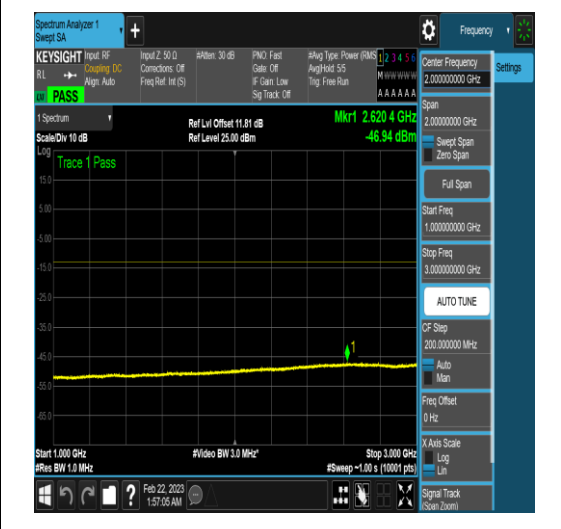 Spectrum Analyzer 1
Swept SA
+
Frequency
KEYSIGHT
RL
PASS
Input: RF
Coupling: DC
Align: Auto
Input Z: 50 Ω
Corrections: Off
Freq Ref: Int (S)
#Atten: 30 dB
PNO: Fast
Gate: Off
IF Gain: Low
Sig Track: Off
#Avg Type: Power (RMS
Avg|Hold: 5/5
Trig: Free Run
1 2 3 4 5 6
M W W W W W
A A A A A A
1 Spectrum
Scale/Div 10 dB
Ref Lvl Offset 11.81 dB
Ref Level 25.00 dBm
Mkr1 2.620 4 GHz
-46.94 dBm
Log
Trace 1 Pass
15.0
5.00
-5.00
-15.0
-25.0
-35.0
-45.0
-55.0
-65.0
1
Start 1.000 GHz
#Res BW 1.0 MHz
#Video BW 3.0 MHz*
Stop 3.000 GHz
#Sweep ~1.00 s (10001 pts)
Feb 22, 2023
1:57:05 AM
Center Frequency
2.000000000 GHz
Span
2.00000000 GHz
Swept Span
Zero Span
Full Span
Start Freq
1.000000000 GHz
Stop Freq
3.000000000 GHz
AUTO TUNE
CF Step
200.000000 MHz
Auto
Man
Freq Offset
0 Hz
X Axis Scale
Log
Lin
Signal Track
(Span Zoom)
Settings